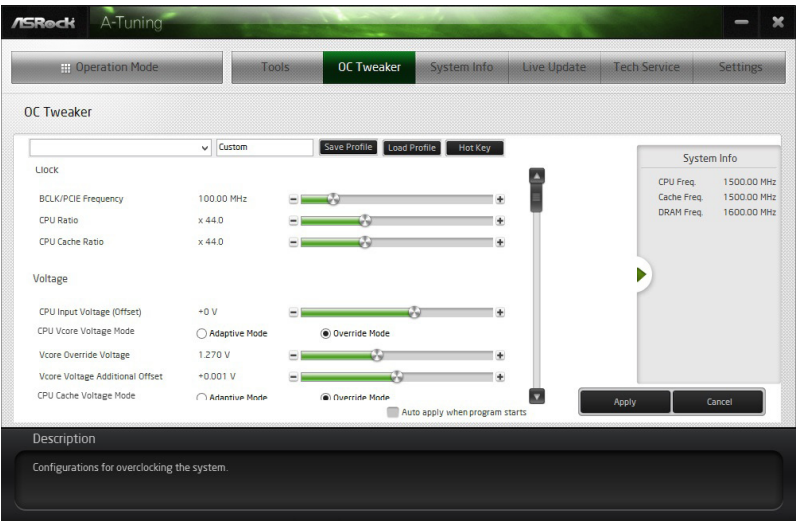 ASRock A-Tuning
Operation Mode Tools OC Tweaker System Info Live Update Tech Service Settings
OC Tweaker
Custom Save Profile Load Profile Hot Key
Clock
BCLK/PCIE Frequency 100.00 MHz
CPU Ratio x 44.0
CPU Cache Ratio x 44.0
Voltage
CPU Input Voltage (Offset) +0 V
CPU Vcore Voltage Mode Adaptive Mode Override Mode
Vcore Override Voltage 1.270 V
Vcore Voltage Additional Offset +0.001 V
CPU Cache Voltage Mode Adaptive Mode Override Mode
Auto apply when program starts
System Info
CPU Freq. 1500.00 MHz
Cache Freq. 1500.00 MHz
DRAM Freq. 1600.00 MHz
Apply Cancel
Description
Configurations for overclocking the system.